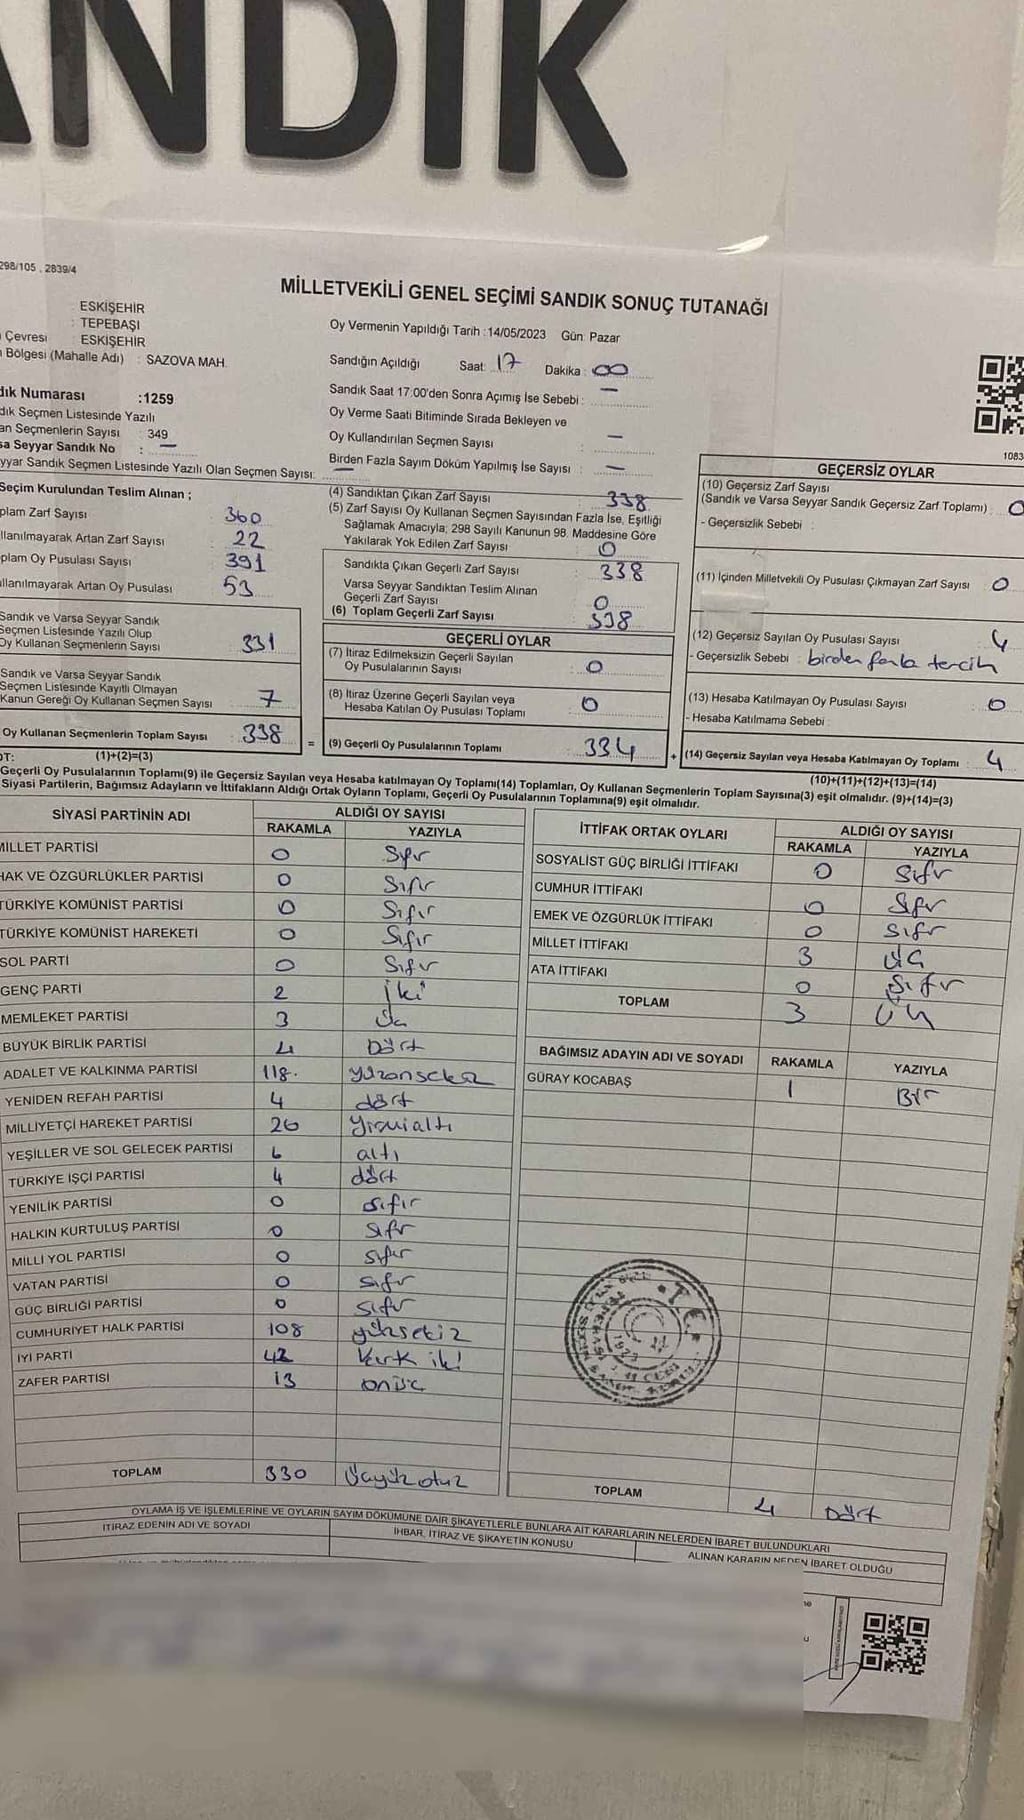 ANDIK
298/105 , 2839/4
MİLLETVEKİLİ GENEL SEÇİMİ SANDIK SONUÇ TUTANAĞI
: ESKİŞEHİR
: TEPEBAŞI
Çevresi : ESKİŞEHİR
Bölgesi (Mahalle Adı) : SAZOVA MAH.
Oy Vermenin Yapıldığı Tarih :14/05/2023 Gün: Pazar
Sandığın Açıldığı Saat: 17 Dakika : 00
Sandık Saat 17:00'den Sonra Açımış İse Sebebi : —
Oy Verme Saati Bitiminde Sırada Bekleyen ve
Oy Kullandırılan Seçmen Sayısı : —
Birden Fazla Sayım Döküm Yapılmış İse Sayısı : —
dık Numarası :1259
dık Seçmen Listesinde Yazılı
an Seçmenlerin Sayısı : 349
sa Seyyar Sandık No : —
yyar Sandık Seçmen Listesinde Yazılı Olan Seçmen Sayısı: —
Seçim Kurulundan Teslim Alınan ;
plam Zarf Sayısı : 360
llanılmayarak Artan Zarf Sayısı : 22
plam Oy Pusulası Sayısı : 391
ullanılmayarak Artan Oy Pusulası : 53
Sandık ve Varsa Seyyar Sandık
Seçmen Listesinde Yazılı Olup
Oy Kullanan Seçmenlerin Sayısı 331
Sandık ve Varsa Seyyar Sandık
Seçmen Listesinde Kayıtlı Olmayan
Kanun Gereği Oy Kullanan Seçmen Sayısı 7
Oy Kullanan Seçmenlerin Toplam Sayısı : 338
(1)+(2)=(3)
(4) Sandıktan Çıkan Zarf Sayısı : 338
(5) Zarf Sayısı Oy Kullanan Seçmen Sayısından Fazla İse, Eşitliği
Sağlamak Amacıyla; 298 Sayılı Kanunun 98. Maddesine Göre
Yakılarak Yok Edilen Zarf Sayısı : 0
Sandıkta Çıkan Geçerli Zarf Sayısı : 338
Varsa Seyyar Sandıktan Teslim Alınan
Geçerli Zarf Sayısı : 0
(6) Toplam Geçerli Zarf Sayısı : 338
GEÇERLİ OYLAR
(7) İtiraz Edilmeksizin Geçerli Sayılan
Oy Pusulalarının Sayısı : 0
(8) İtiraz Üzerine Geçerli Sayılan veya
Hesaba Katılan Oy Pusulası Toplamı : 0
= (9) Geçerli Oy Pusulalarının Toplamı : 334 +
1083
GEÇERSİZ OYLAR
(10) Geçersiz Zarf Sayısı
(Sandık ve Varsa Seyyar Sandık Geçersiz Zarf Toplamı) : 0
- Geçersizlik Sebebi :
(11) İçinden Milletvekili Oy Pusulası Çıkmayan Zarf Sayısı : 0
(12) Geçersiz Sayılan Oy Pusulası Sayısı : 4
- Geçersizlik Sebebi : birden fazla tercih
(13) Hesaba Katılmayan Oy Pusulası Sayısı : 0
- Hesaba Katılmama Sebebi :
(14) Geçersiz Sayılan veya Hesaba Katılmayan Oy Toplamı : 4
(10)+(11)+(12)+(13)=(14)
OT:
Geçerli Oy Pusulalarının Toplamı(9) ile Geçersiz Sayılan veya Hesaba katılmayan Oy Toplamı(14) Toplamları, Oy Kullanan Seçmenlerin Toplam Sayısına(3) eşit olmalıdır. (9)+(14)=(3)
Siyasi Partilerin, Bağımsız Adayların ve İttifakların Aldığı Ortak Oyların Toplamı, Geçerli Oy Pusulalarının Toplamına(9) eşit olmalıdır.
SİYASİ PARTİNİN ADI ALDIĞI OY SAYISI
RAKAMLA YAZIYLA
MİLLET PARTİSİ 0 Sıfır
HAK VE ÖZGÜRLÜKLER PARTİSİ 0 Sıfır
TÜRKİYE KOMÜNİST PARTİSİ 0 Sıfır
TÜRKİYE KOMÜNİST HAREKETİ 0 Sıfır
SOL PARTİ 0 Sıfır
GENÇ PARTİ 2 iki
MEMLEKET PARTİSİ 3 üç
BÜYÜK BİRLİK PARTİSİ 4 Dört
ADALET VE KALKINMA PARTİSİ 118. yüzonsekiz
YENİDEN REFAH PARTİSİ 4 dört
MİLLİYETÇİ HAREKET PARTİSİ 26 yirmialtı
YEŞİLLER VE SOL GELECEK PARTİSİ 6 altı
TÜRKİYE İŞÇİ PARTİSİ 4 dört
YENİLİK PARTİSİ 0 sıfır
HALKIN KURTULUŞ PARTİSİ 0 sıfır
MİLLİ YOL PARTİSİ 0 sıfır
VATAN PARTİSİ 0 sıfır
GÜÇ BİRLİĞİ PARTİSİ 0 sıfır
CUMHURİYET HALK PARTİSİ 108 yüzsekiz
İYİ PARTİ 42 kırk iki
ZAFER PARTİSİ 13 onüç
TOPLAM 330 Üçyüz otuz
İTTİFAK ORTAK OYLARI ALDIĞI OY SAYISI
RAKAMLA YAZIYLA
SOSYALİST GÜÇ BİRLİĞİ İTTİFAKI 0 Sıfır
CUMHUR İTTİFAKI 0 Sıfır
EMEK VE ÖZGÜRLÜK İTTİFAKI 0 sıfır
MİLLET İTTİFAKI 3 üç
ATA İTTİFAKI 0 Sıfır
TOPLAM 3 üç
BAĞIMSIZ ADAYIN ADI VE SOYADI RAKAMLA YAZIYLA
GÜRAY KOCABAŞ 1 Bir
T.C.
TOPLAM 4 Dört
OYLAMA İŞ VE İŞLEMLERİNE VE OYLARIN SAYIM DÖKÜMÜNE DAİR ŞİKAYETLERLE BUNLARA AİT KARARLARIN NELERDEN İBARET BULUNDUKLARI
İTİRAZ EDENİN ADI VE SOYADI İHBAR, İTİRAZ VE ŞİKAYETİN KONUSU ALINAN KARARIN NEDEN İBARET OLDUĞU